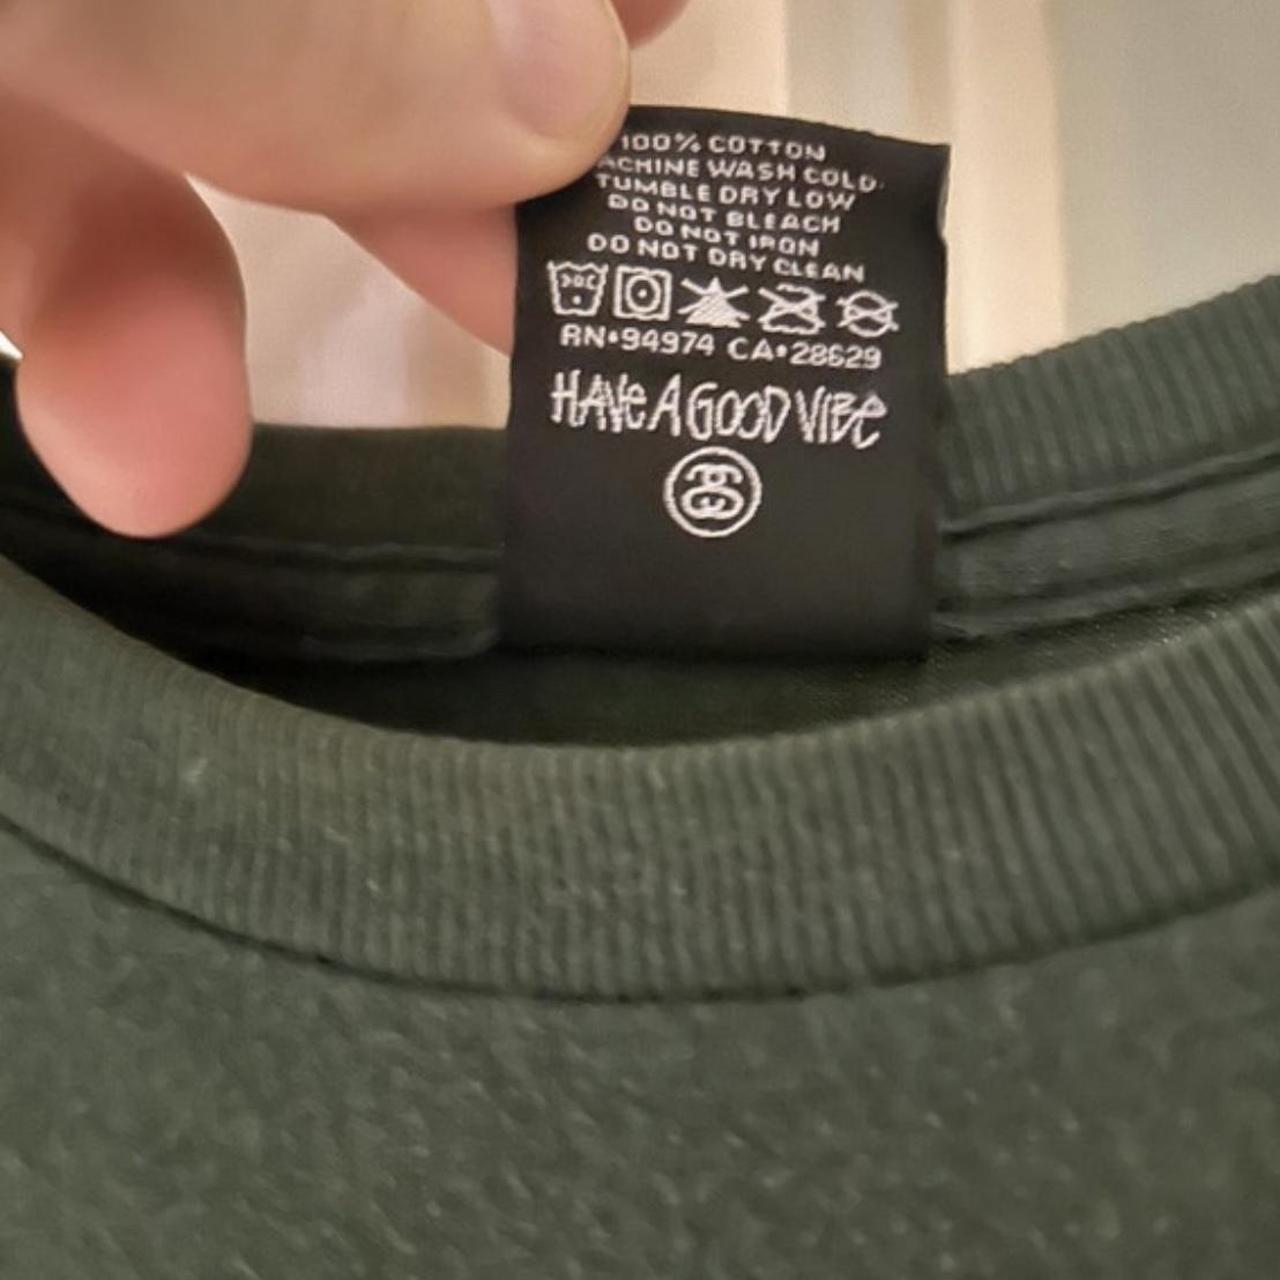 100% COTTON
ACHINE WASH COLD
TUMBLE DRY LOW
DO NOT BLEACH
DO NOT IRON
DO NOT DRY CLEAN
RN•94974 CA•28629
HAVE A GOOD VIBE